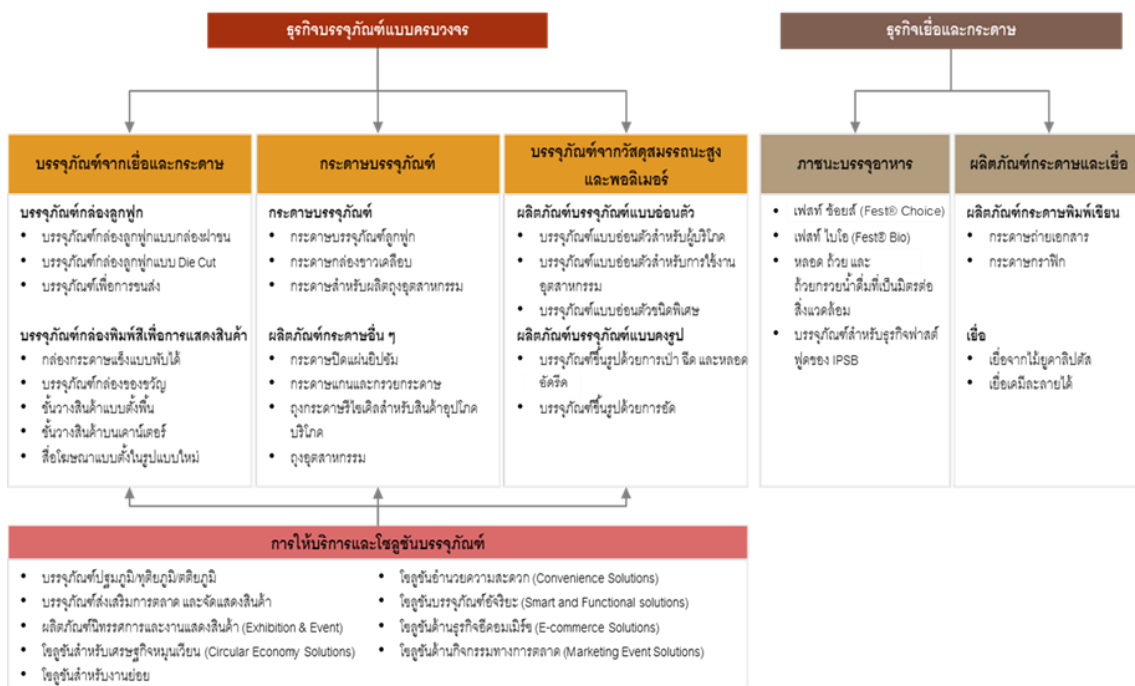 ธุรกิจบรรจุภัณฑ์แบบครบวงจร
ธุรกิจเยื่อและกระดาษ
บรรจุภัณฑ์จากเยื่อและกระดาษ
บรรจุภัณฑ์กล่องลูกฟูก
• บรรจุภัณฑ์กล่องลูกฟูกแบบกล่องฝาชน
• บรรจุภัณฑ์กล่องลูกฟูกแบบ Die Cut
• บรรจุภัณฑ์เพื่อการขนส่ง
บรรจุภัณฑ์กล่องพิมพ์สีเพื่อการแสดงสินค้า
• กล่องกระดาษแข็งแบบพับได้
• บรรจุภัณฑ์กล่องของขวัญ
• ชั้นวางสินค้าแบบตั้งพื้น
• ชั้นวางสินค้าบนเคาน์เตอร์
• สื่อโฆษณาแบบตั้งในรูปแบบใหม่
กระดาษบรรจุภัณฑ์
กระดาษบรรจุภัณฑ์
• กระดาษบรรจุภัณฑ์ลูกฟูก
• กระดาษกล่องขาวเคลือบ
• กระดาษสำหรับผลิตถุงอุตสาหกรรม
ผลิตภัณฑ์กระดาษอื่น ๆ
• กระดาษปิดแผ่นยิปซัม
• กระดาษแกนและกรวยกระดาษ
• ถุงกระดาษรีไซเคิลสำหรับสินค้าอุปโภค
บริโภค
• ถุงอุตสาหกรรม
บรรจุภัณฑ์จากวัสดุสมรรถนะสูง
และพอลิเมอร์
ผลิตภัณฑ์บรรจุภัณฑ์แบบอ่อนตัว
• บรรจุภัณฑ์แบบอ่อนตัวสำหรับผู้บริโภค
• บรรจุภัณฑ์แบบอ่อนตัวสำหรับการใช้งาน
อุตสาหกรรม
• บรรจุภัณฑ์แบบอ่อนตัวชนิดพิเศษ
ผลิตภัณฑ์บรรจุภัณฑ์แบบคงรูป
• บรรจุภัณฑ์ขึ้นรูปด้วยการเป่า ฉีด และหลอด
อัดรีด
• บรรจุภัณฑ์ขึ้นรูปด้วยการอัด
ภาชนะบรรจุอาหาร
• เฟสท์ ช้อยส์ (Fest® Choice)
• เฟสท์ ไบโอ (Fest® Bio)
• หลอด ถ้วย และ
ถ้วยกรวยน้ำดื่มที่เป็นมิตรต่อ
สิ่งแวดล้อม
• บรรจุภัณฑ์สำหรับธุรกิจฟาสต์
ฟูดของ IPSB
ผลิตภัณฑ์กระดาษและเยื่อ
ผลิตภัณฑ์กระดาษพิมพ์เขียน
• กระดาษถ่ายเอกสาร
• กระดาษกราฟิก
เยื่อ
• เยื่อจากไม้ยูคาลิปตัส
• เยื่อเคมีละลายได้
การให้บริการและโซลูชันบรรจุภัณฑ์
• บรรจุภัณฑ์ปฐมภูมิ/ทุติยภูมิ/ตติยภูมิ
• บรรจุภัณฑ์ส่งเสริมการตลาด และจัดแสดงสินค้า
• ผลิตภัณฑ์นิทรรศการและงานแสดงสินค้า (Exhibition & Event)
• โซลูชันสำหรับเศรษฐกิจหมุนเวียน (Circular Economy Solutions)
• โซลูชันสำหรับงานย่อย
• โซลูชันอำนวยความสะดวก (Convenience Solutions)
• โซลูชันบรรจุภัณฑ์อัจริยะ (Smart and Functional solutions)
• โซลูชันด้านธุรกิจอีคอมเมิร์ซ (E-commerce Solutions)
• โซลูชันด้านกิจกรรมทางการตลาด (Marketing Event Solutions)